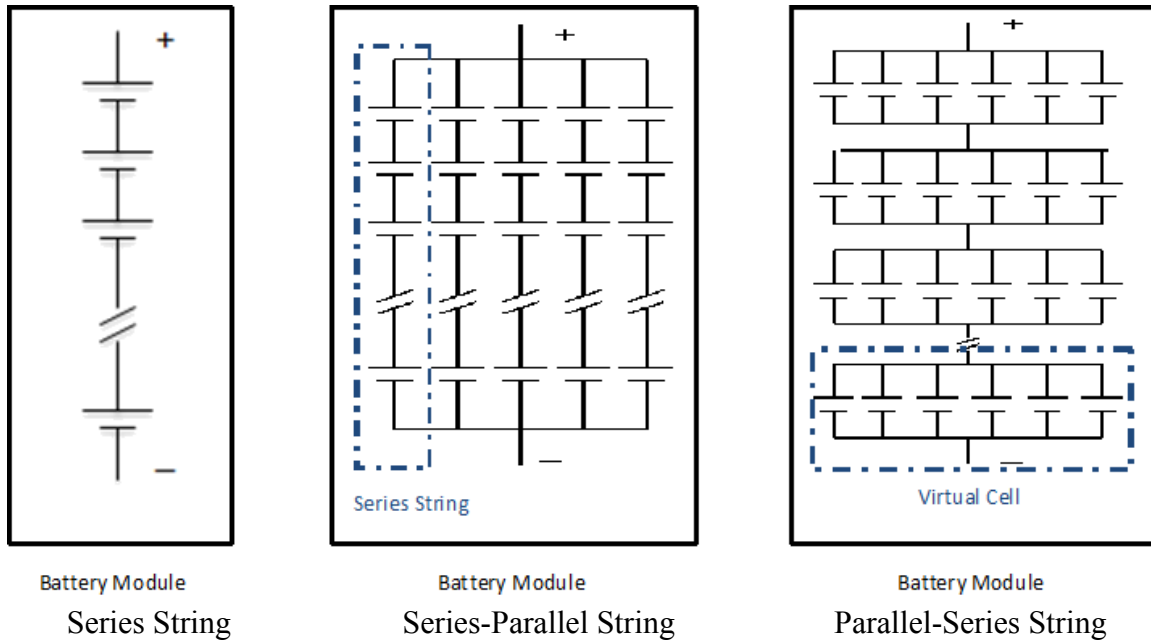 +
–
Battery Module
Series String
+
–
Series String
Battery Module
Series-Parallel String
+
–
Virtual Cell
Battery Module
Parallel-Series String